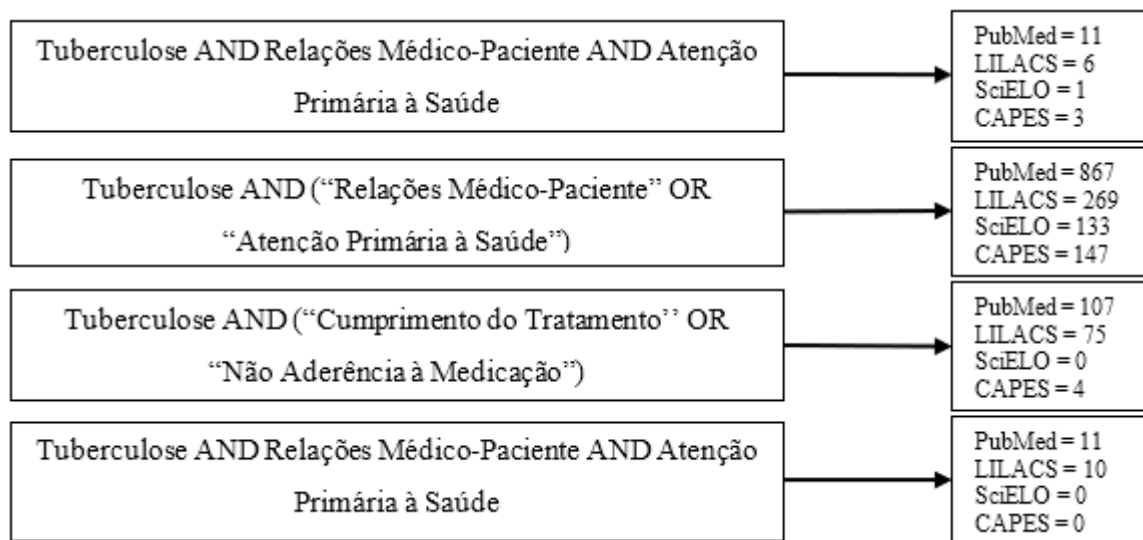 Tuberculose AND Relações Médico-Paciente AND Atenção
Primária à Saúde
PubMed = 11
LILACS = 6
SciELO = 1
CAPES = 3
Tuberculose AND (“Relações Médico-Paciente” OR
“Atenção Primária à Saúde”)
PubMed = 867
LILACS = 269
SciELO = 133
CAPES = 147
Tuberculose AND (“Cumprimento do Tratamento’’ OR
“Não Aderência à Medicação”)
PubMed = 107
LILACS = 75
SciELO = 0
CAPES = 4
Tuberculose AND Relações Médico-Paciente AND Atenção
Primária à Saúde
PubMed = 11
LILACS = 10
SciELO = 0
CAPES = 0